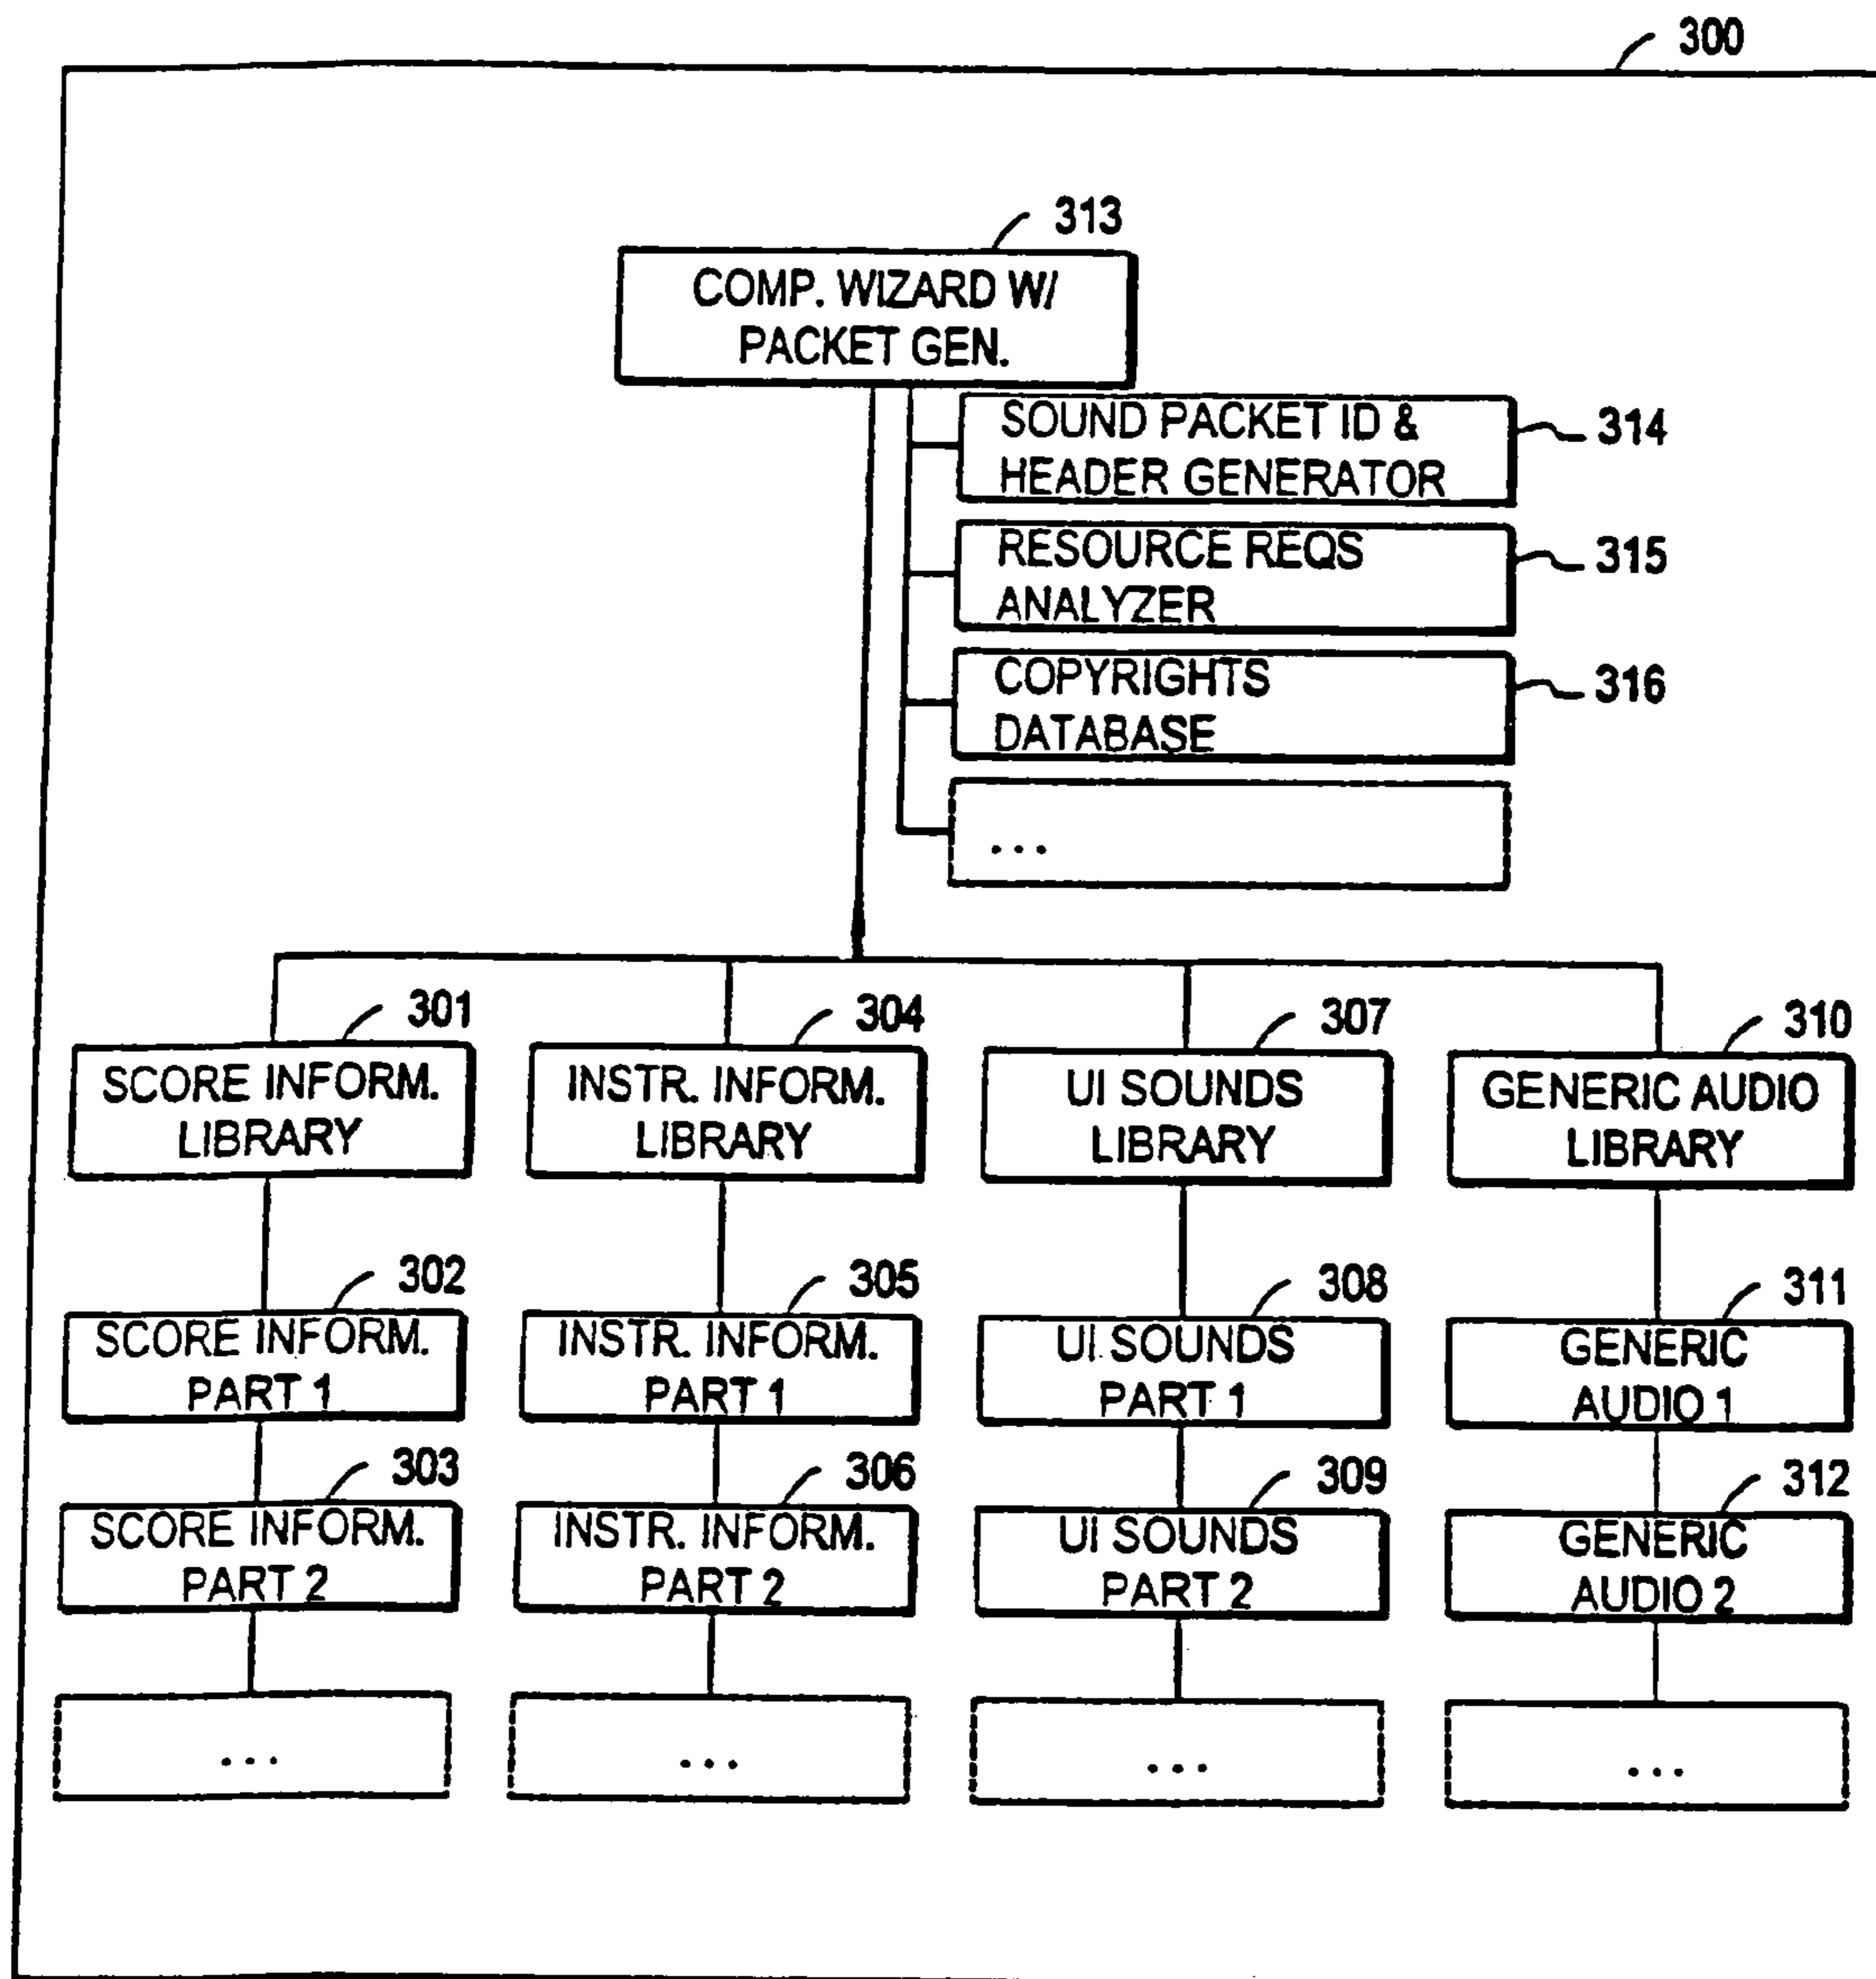 300
313
COMP. WIZARD W/
PACKET GEN.
SOUND PACKET ID &
HEADER GENERATOR
314
RESOURCE REQS
ANALYZER
315
COPYRIGHTS
DATABASE
316
...
301
304
307
310
SCORE INFORM.
LIBRARY
INSTR. INFORM.
LIBRARY
UI SOUNDS
LIBRARY
GENERIC AUDIO
LIBRARY
302
305
308
311
SCORE INFORM.
PART 1
INSTR. INFORM.
PART 1
UI SOUNDS
PART 1
GENERIC
AUDIO 1
303
306
309
312
SCORE INFORM.
PART 2
INSTR. INFORM.
PART 2
UI SOUNDS
PART 2
GENERIC
AUDIO 2
...
...
...
...